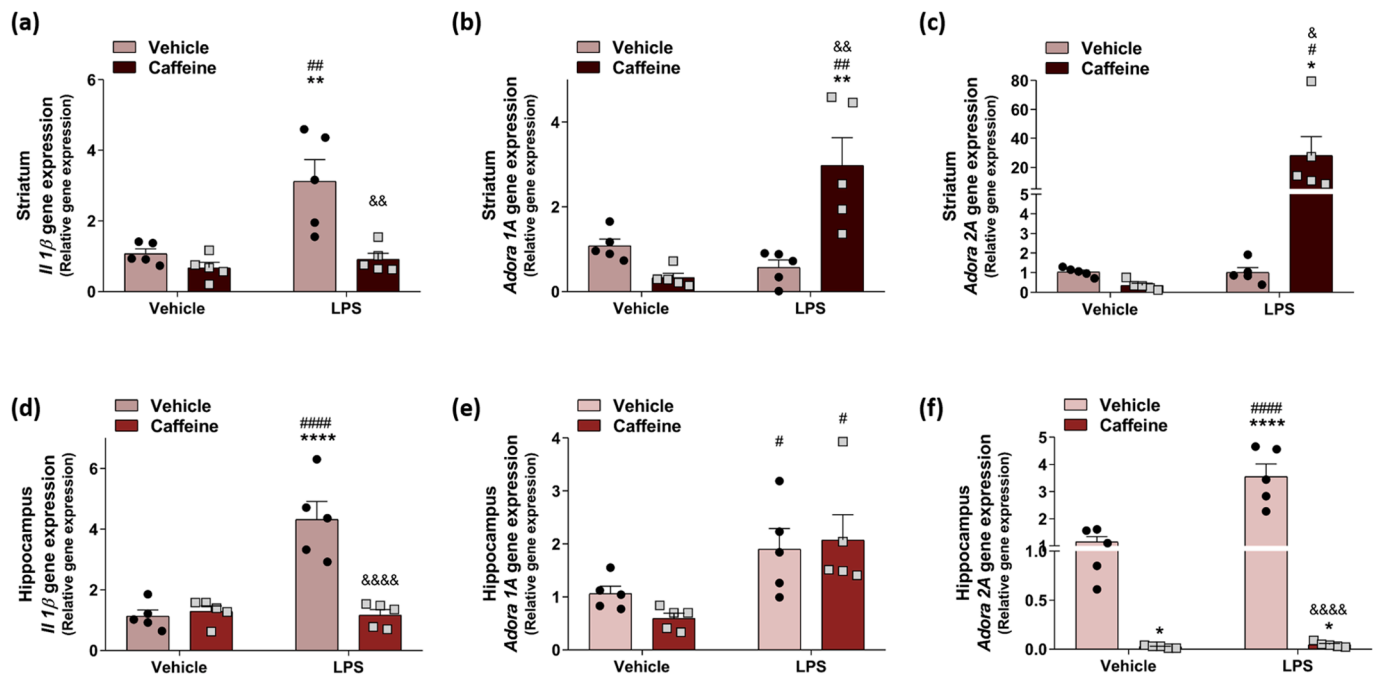 (a)
Vehicle
Caffeine
Striatum
Il 1β gene expression
(Relative gene expression)
6
4
2
0
##
**
&&
Vehicle
LPS
(b)
Vehicle
Caffeine
Striatum
Adora 1A gene expression
(Relative gene expression)
4
2
0
&&
##
**
Vehicle
LPS
(c)
Vehicle
Caffeine
Striatum
Adora 2A gene expression
(Relative gene expression)
80
60
40
20
5
4
3
2
1
0
&
#
*
Vehicle
LPS
(d)
Vehicle
Caffeine
Hippocampus
Il 1β gene expression
(Relative gene expression)
6
4
2
0
####
****
&&&&
Vehicle
LPS
(e)
Vehicle
Caffeine
Hippocampus
Adora 1A gene expression
(Relative gene expression)
4
3
2
1
0
#
#
Vehicle
LPS
(f)
Vehicle
Caffeine
Hippocampus
Adora 2A gene expression
(Relative gene expression)
5
4
3
2
1
1.0
0.5
0.0
*
####
****
&&&&
*
Vehicle
LPS